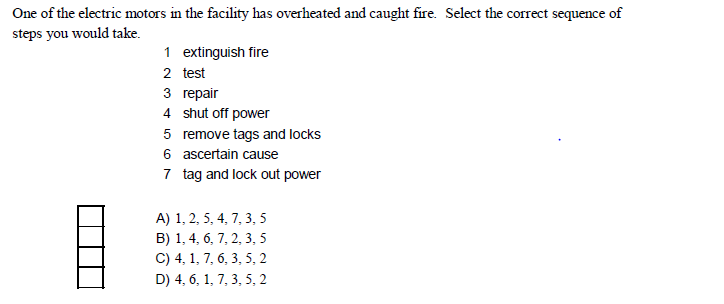 One of the electric motors in the facility has overheated and caught fire. Select the correct sequence of
steps you would take.
1 extinguish fire
2 test
3 repair
4 shut off power
5 remove tags and locks
6 ascertain cause
7 tag and lock out power
A) 1, 2, 5, 4, 7, 3, 5
B) 1, 4, 6, 7, 2, 3, 5
C) 4, 1, 7, 6, 3, 5, 2
D) 4, 6, 1, 7, 3, 5, 2